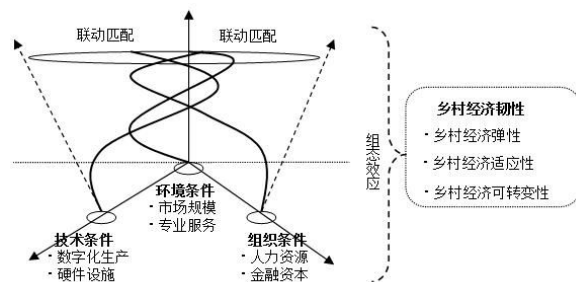 联动匹配
联动匹配
环境条件
· 市场规模
· 专业服务
技术条件
· 数字化生产
· 硬件设施
组织条件
· 人力资源
· 金融资本
组态效应
乡村经济韧性
· 乡村经济弹性
· 乡村经济适应性
· 乡村经济可转变性